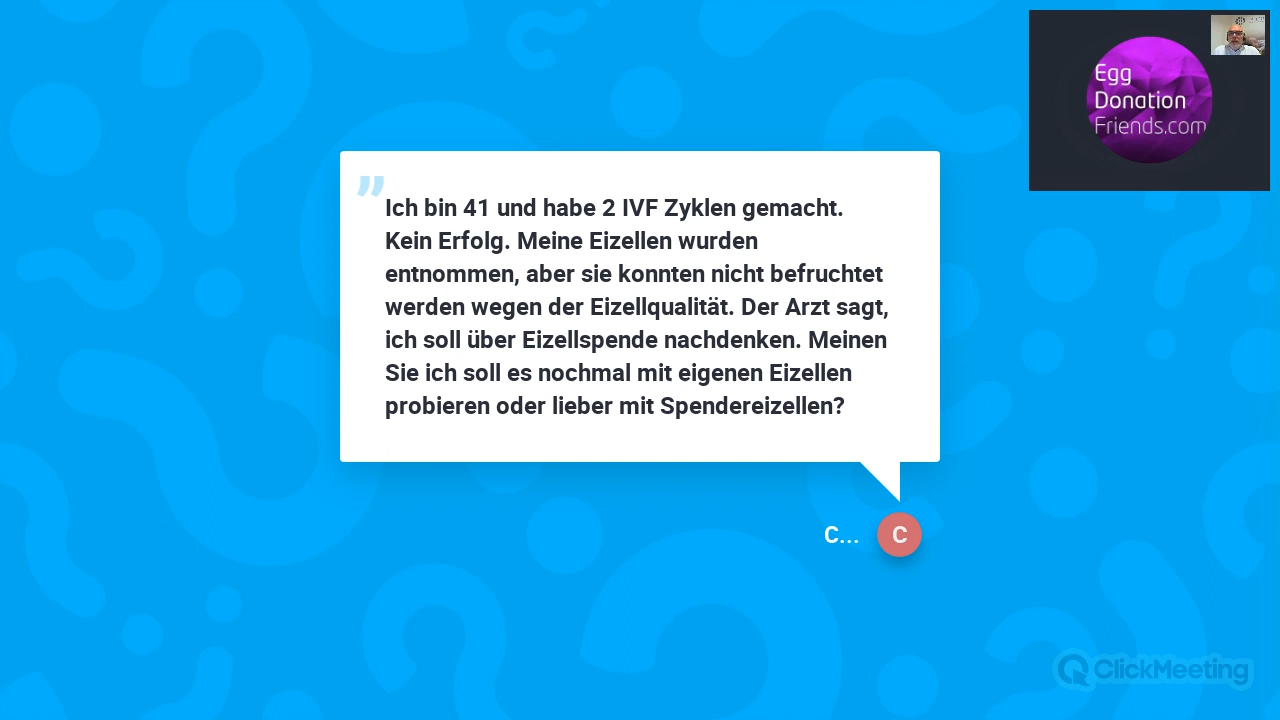 Egg
Donation
Friends.com
”
Ich bin 41 und habe 2 IVF Zyklen gemacht.
Kein Erfolg. Meine Eizellen wurden
entnommen, aber sie konnten nicht befruchtet
werden wegen der Eizellqualität. Der Arzt sagt,
ich soll über Eizellspende nachdenken. Meinen
Sie ich soll es nochmal mit eigenen Eizellen
probieren oder lieber mit Spendereizellen?
C... C
ClickMeeting